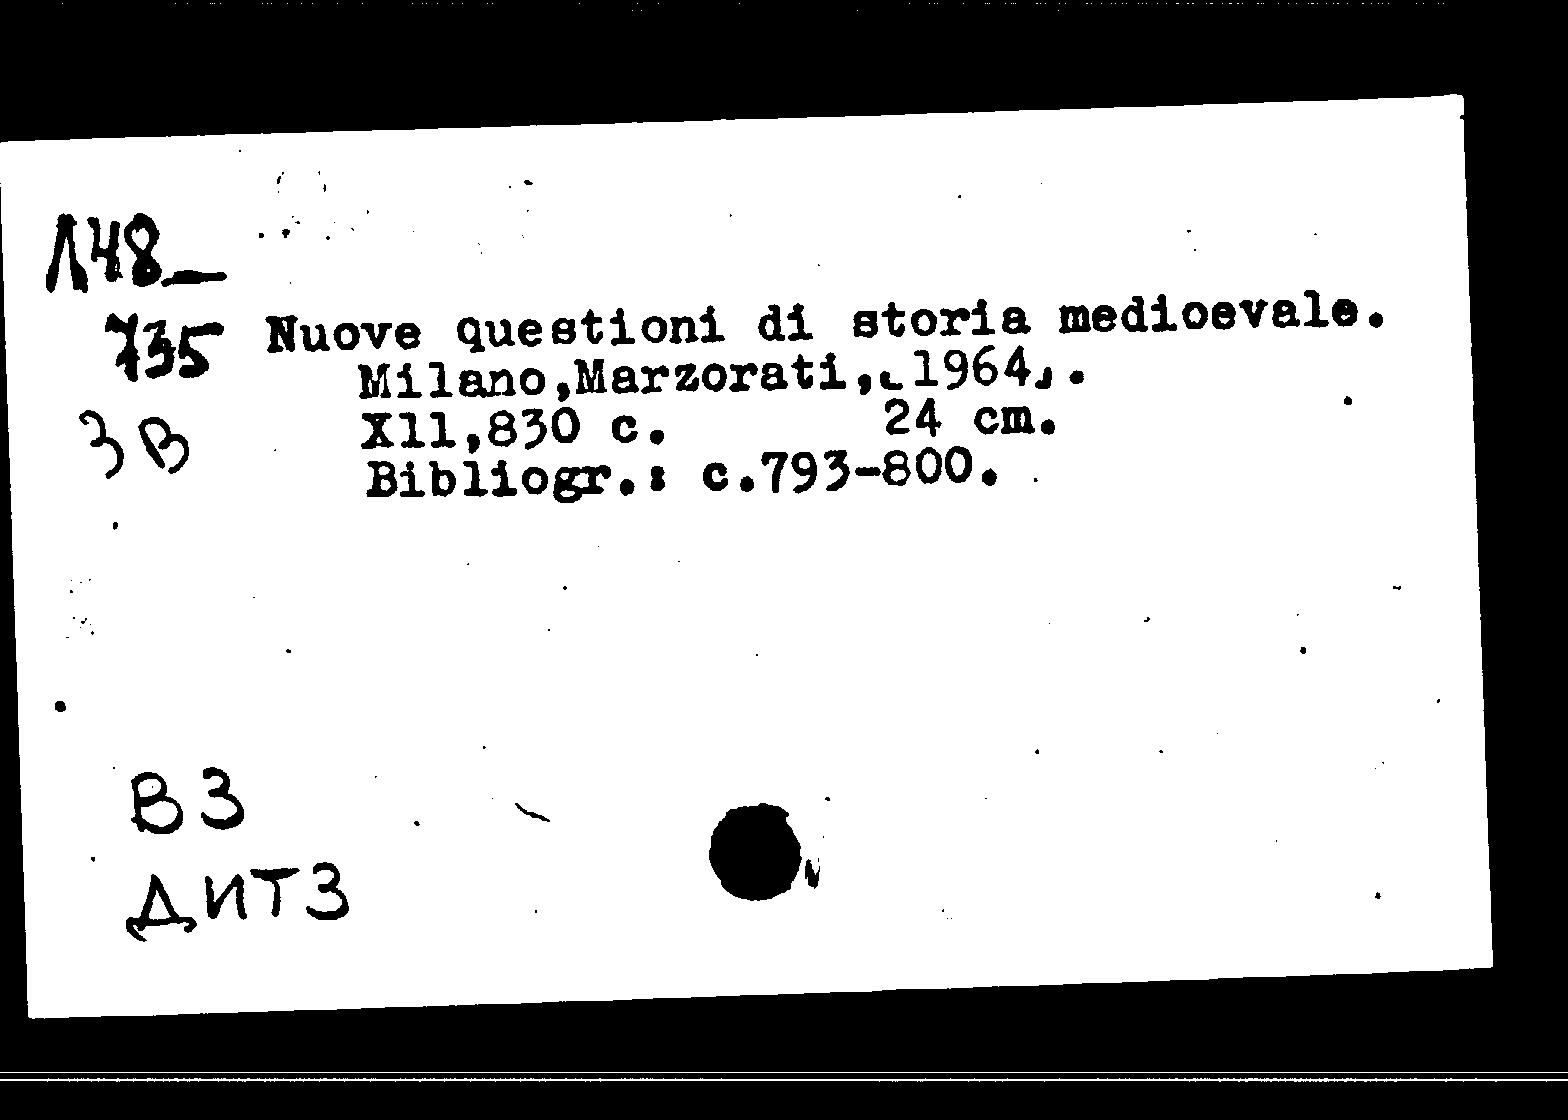 Л48_
735 Nuove questioni di storia medioevale.
Milano,Marzorati,[1964].
X11,830 c. 24 cm.
3В
Bibliogr.: c.793-800.
В3
ДИТЗ